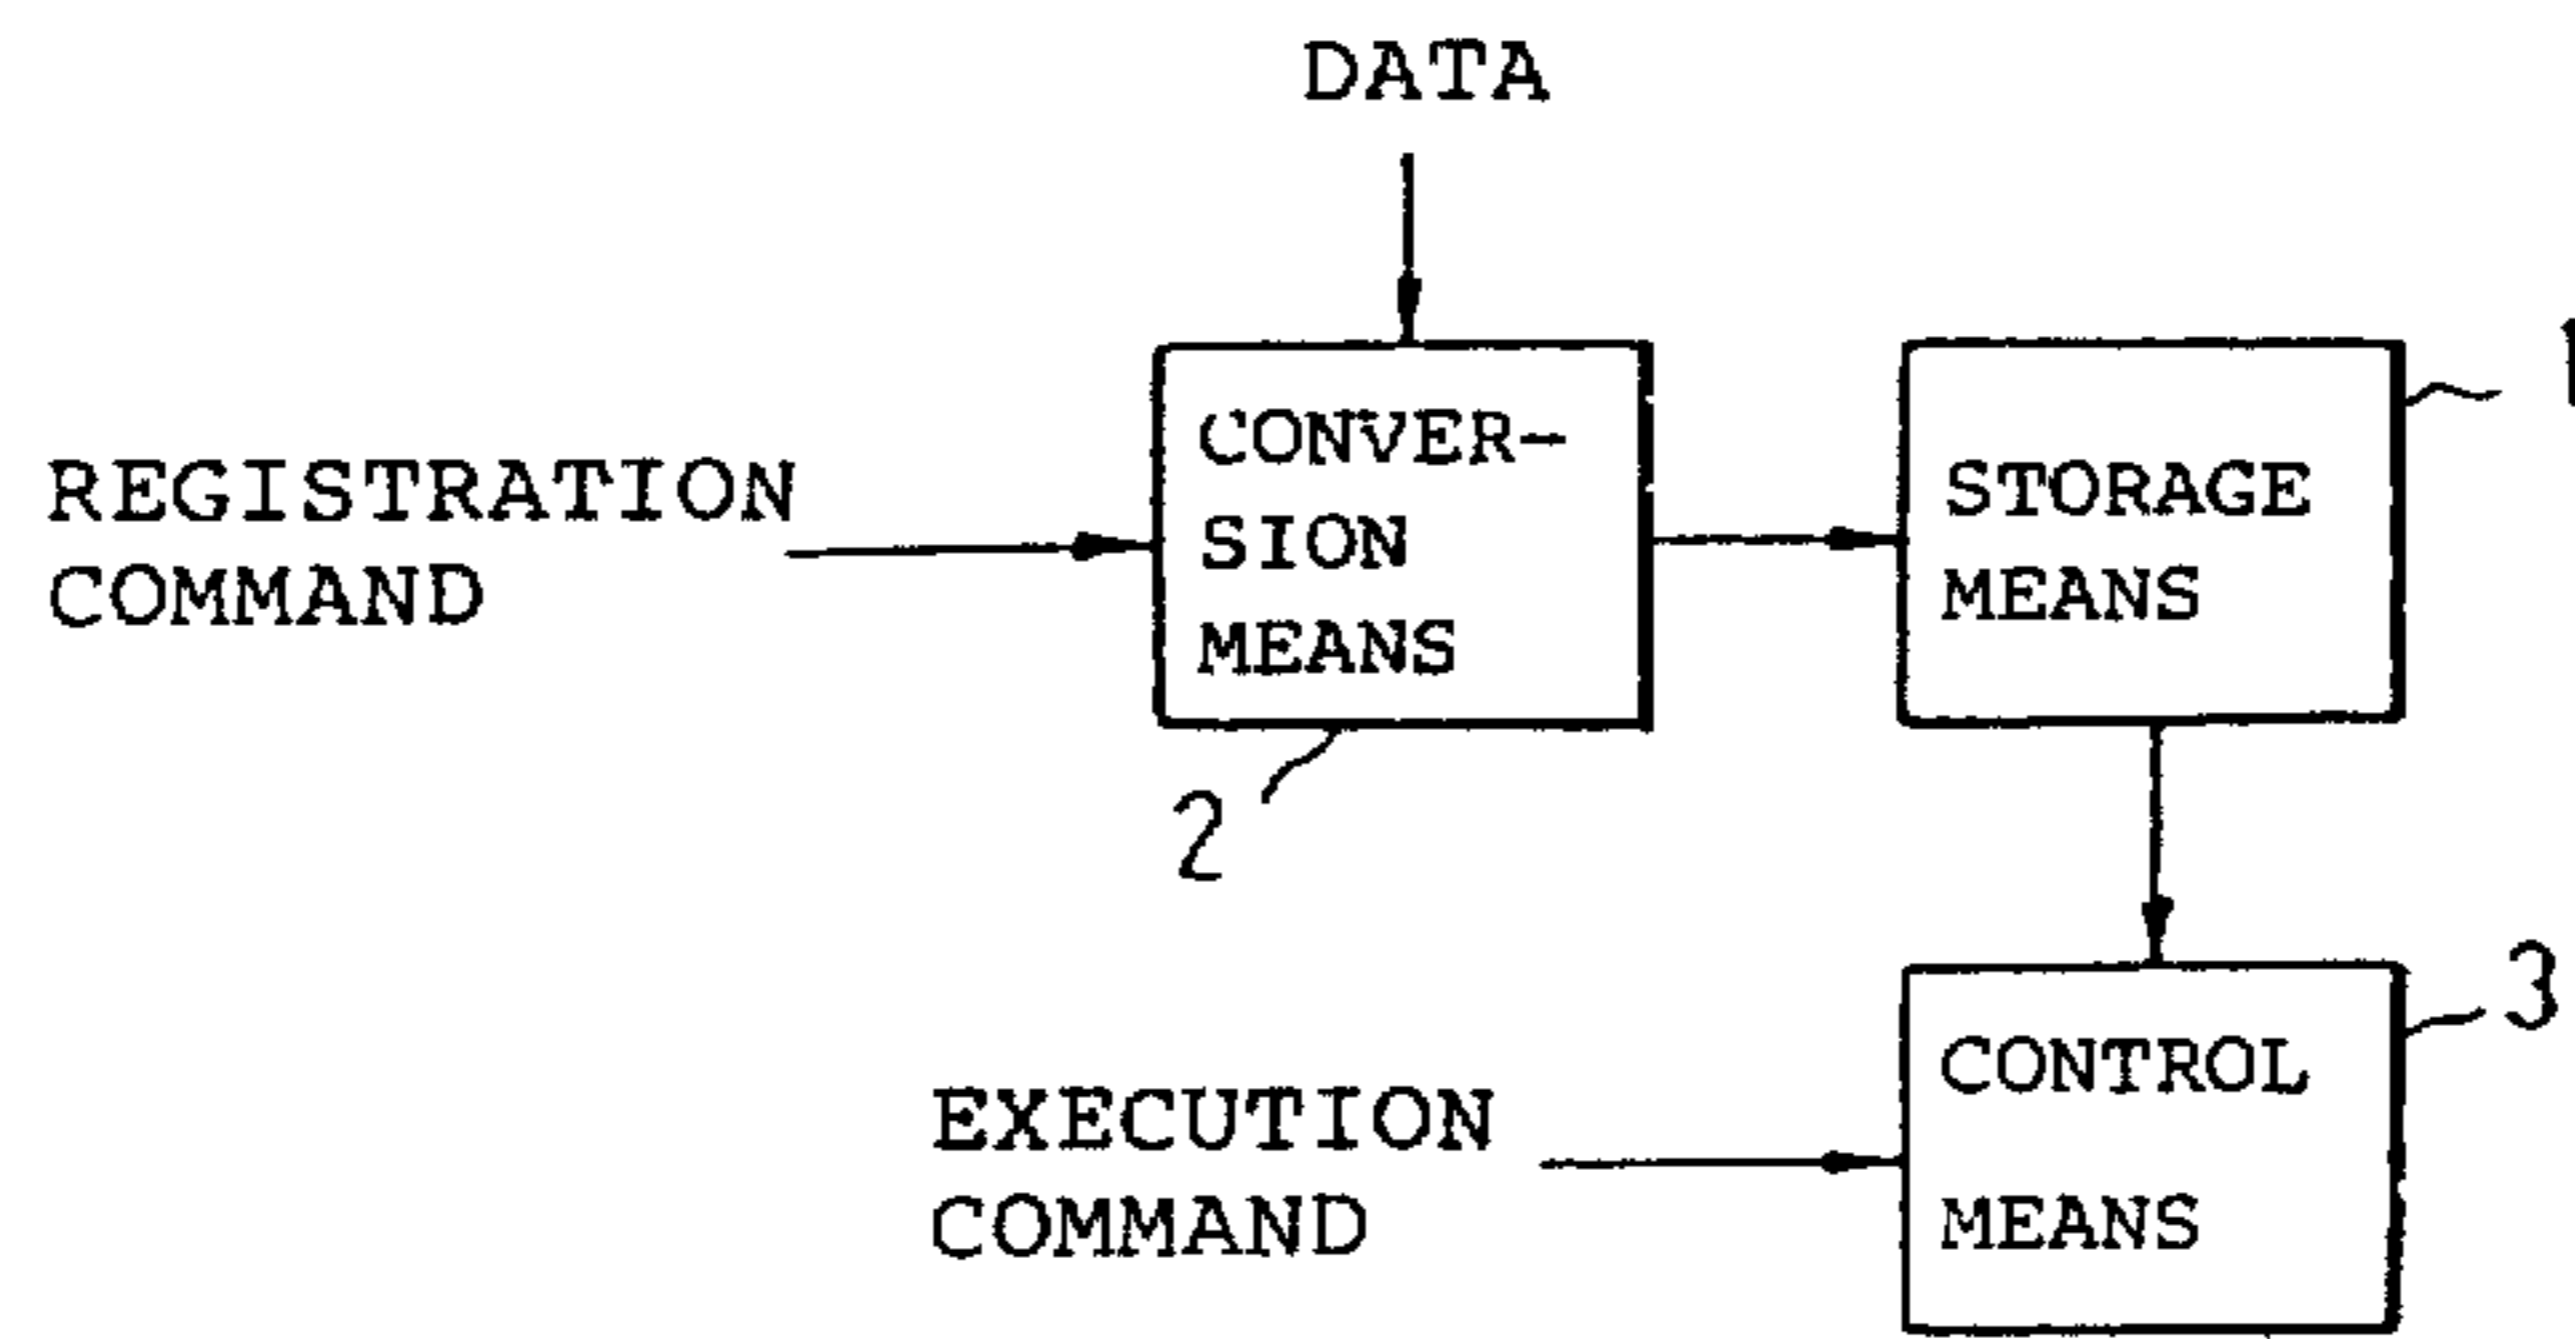 DATA
CONVER-
SION
MEANS
2
STORAGE
MEANS
1
REGISTRATION
COMMAND
CONTROL
MEANS
3
EXECUTION
COMMAND